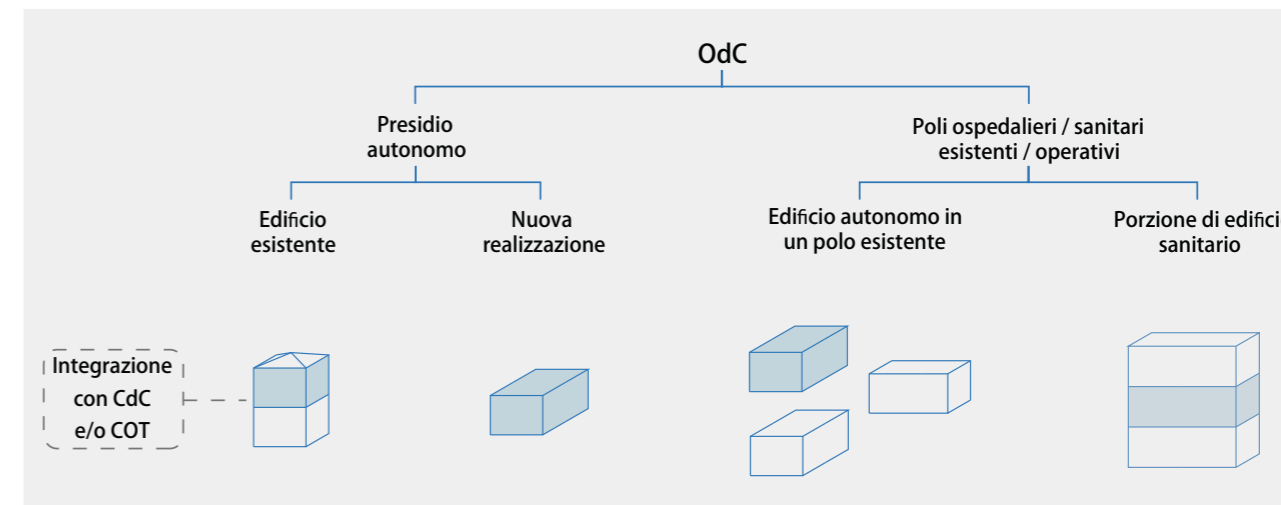 OdC
Presidio
autonomo
Poli ospedalieri / sanitari
esistenti / operativi
Edificio
esistente
Nuova
realizzazione
Edificio autonomo in
un polo esistente
Porzione di edifici
sanitario
Integrazione
con CdC
e/o COT